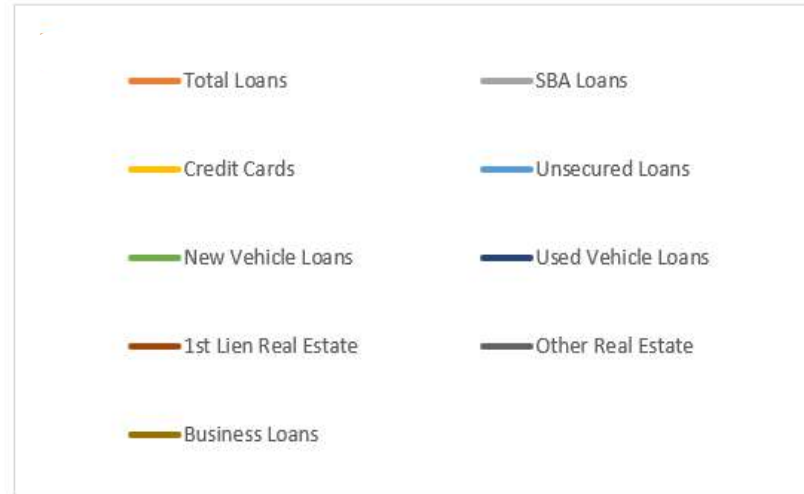 Total Loans
SBA Loans
Credit Cards
Unsecured Loans
New Vehicle Loans
Used Vehicle Loans
1st Lien Real Estate
Other Real Estate
Business Loans